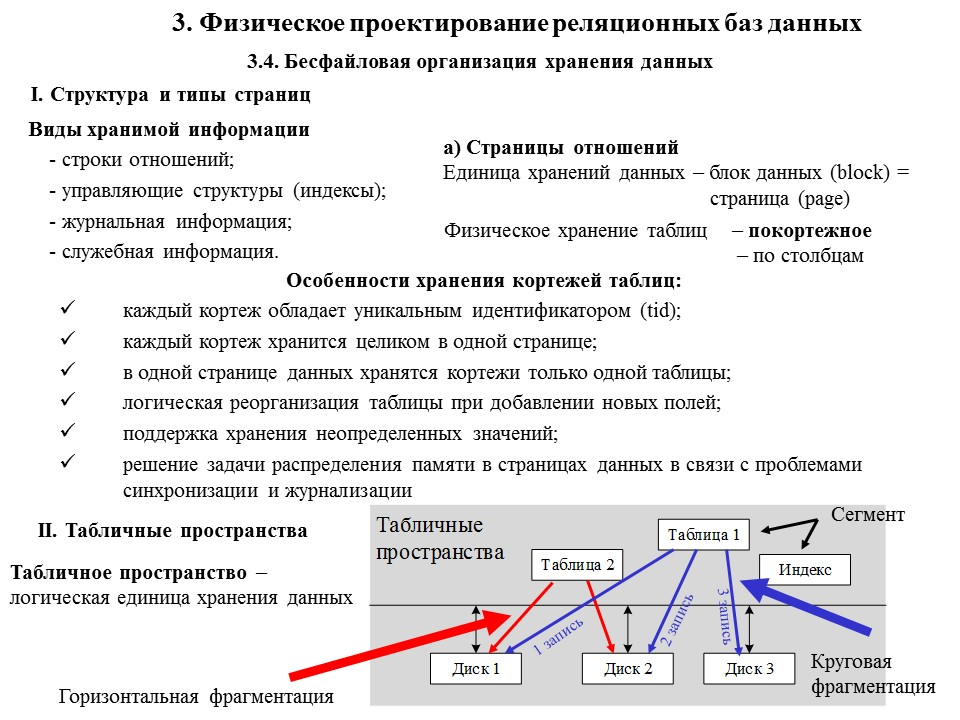 3. Физическое проектирование реляционных баз данных
3.4. Бесфайловая организация хранения данных
I. Структура и типы страниц
Виды хранимой информации
- строки отношений;
- управляющие структуры (индексы);
- журнальная информация;
- служебная информация.
а) Страницы отношений
Единица хранений данных – блок данных (block) =
страница (page)
Физическое хранение таблиц – покортежное
– по столбцам
Особенности хранения кортежей таблиц:
✓ каждый кортеж обладает уникальным идентификатором (tid);
✓ каждый кортеж хранится целиком в одной странице;
✓ в одной странице данных хранятся кортежи только одной таблицы;
✓ логическая реорганизация таблицы при добавлении новых полей;
✓ поддержка хранения неопределенных значений;
✓ решение задачи распределения памяти в страницах данных в связи с проблемами
синхронизации и журнализации
II. Табличные пространства
Табличное пространство –
логическая единица хранения данных
Горизонтальная фрагментация
Табличные
пространства
Таблица 1
Сегмент
Таблица 2
Индекс
1 запись
2 запись
3 запись
Диск 1
Диск 2
Диск 3
Круговая
фрагментация